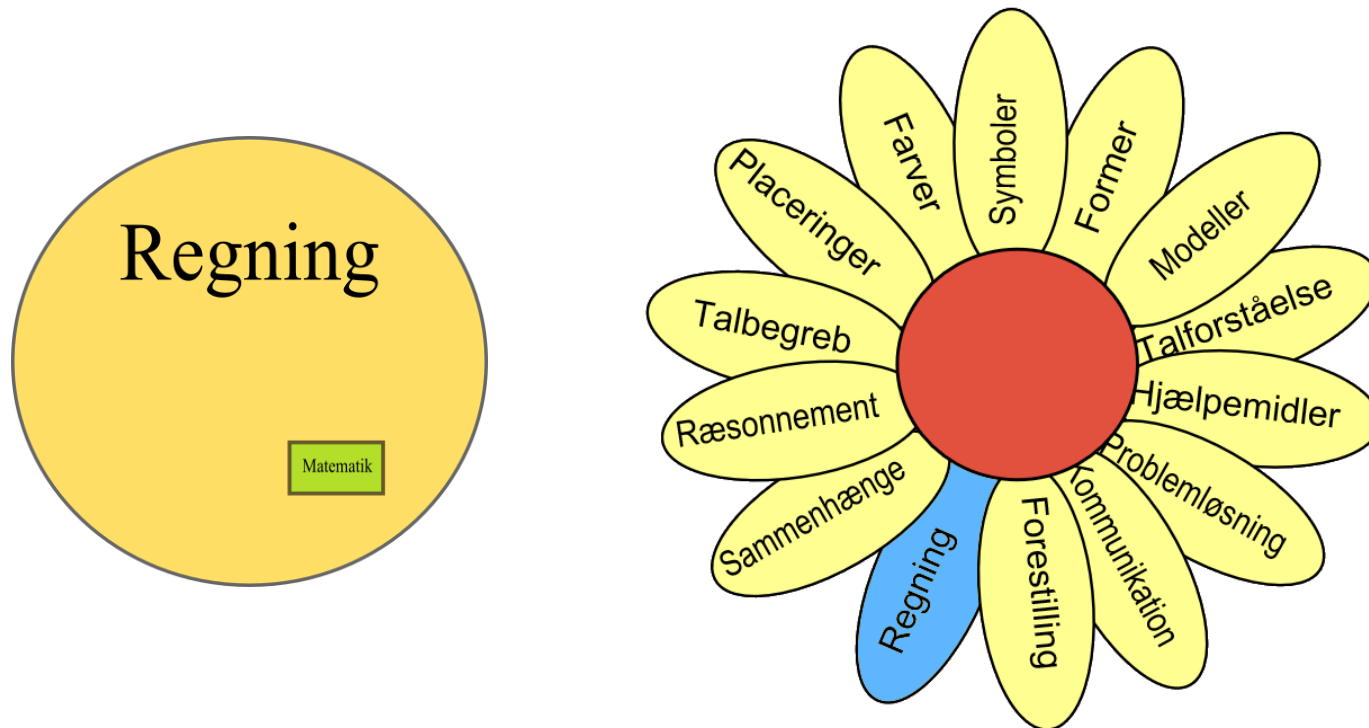 Regning
Matematik
Symboler
Former
Modeller
Talforståelse
Hjælpemidler
Problemløsning
Kommunikation
Forestilling
Regning
Sammenhænge
Ræsonnement
Talbegreb
Placeringer
Farver